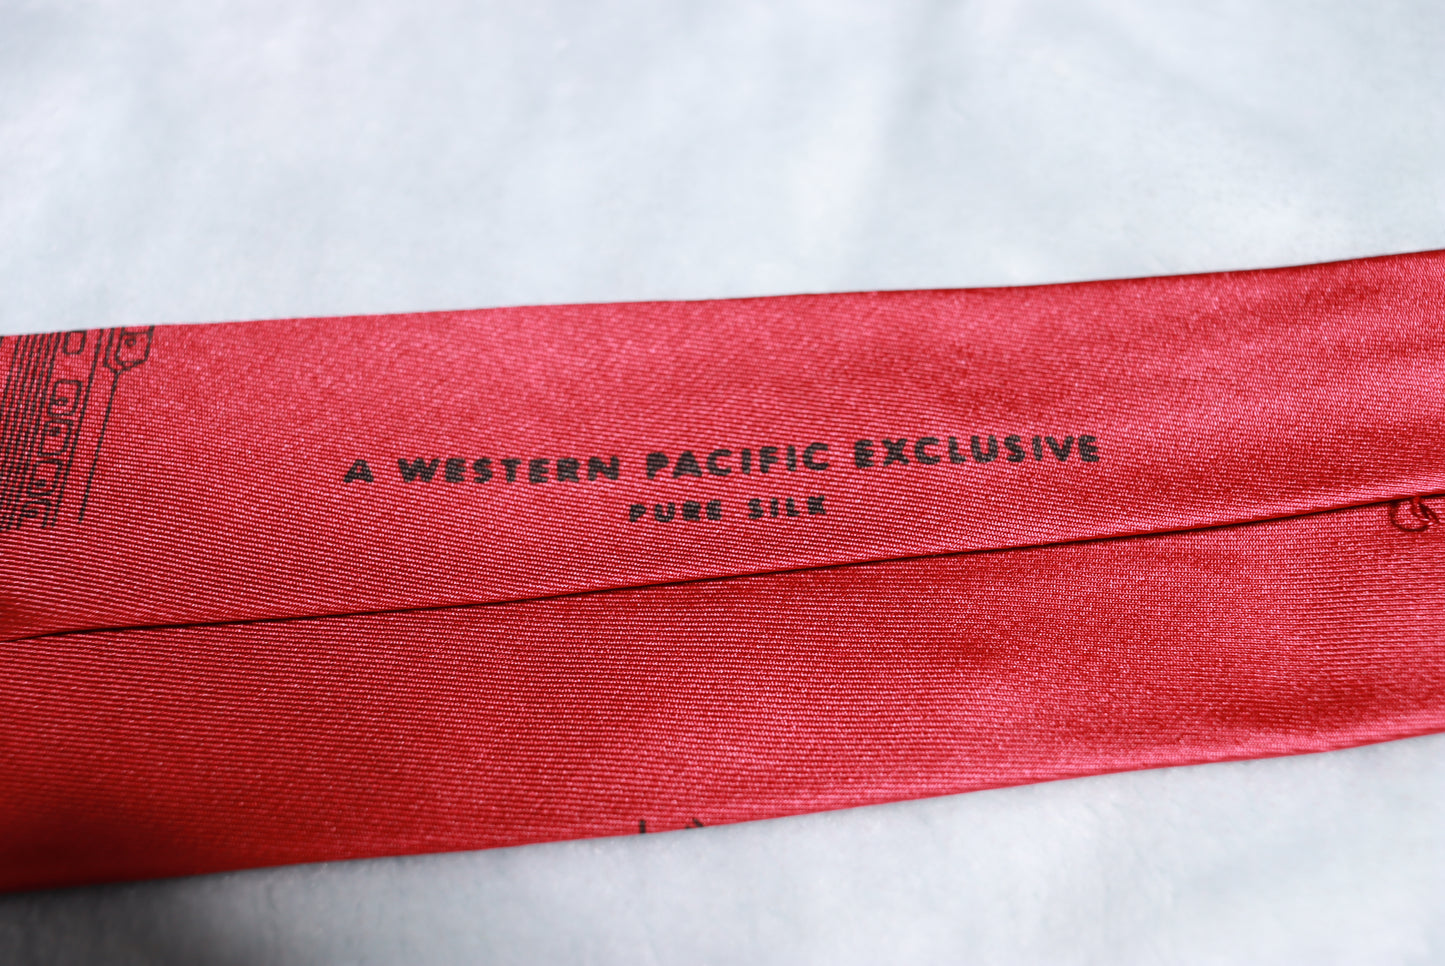 A WESTERN PACIFIC EXCLUSIVE
PURE SILK